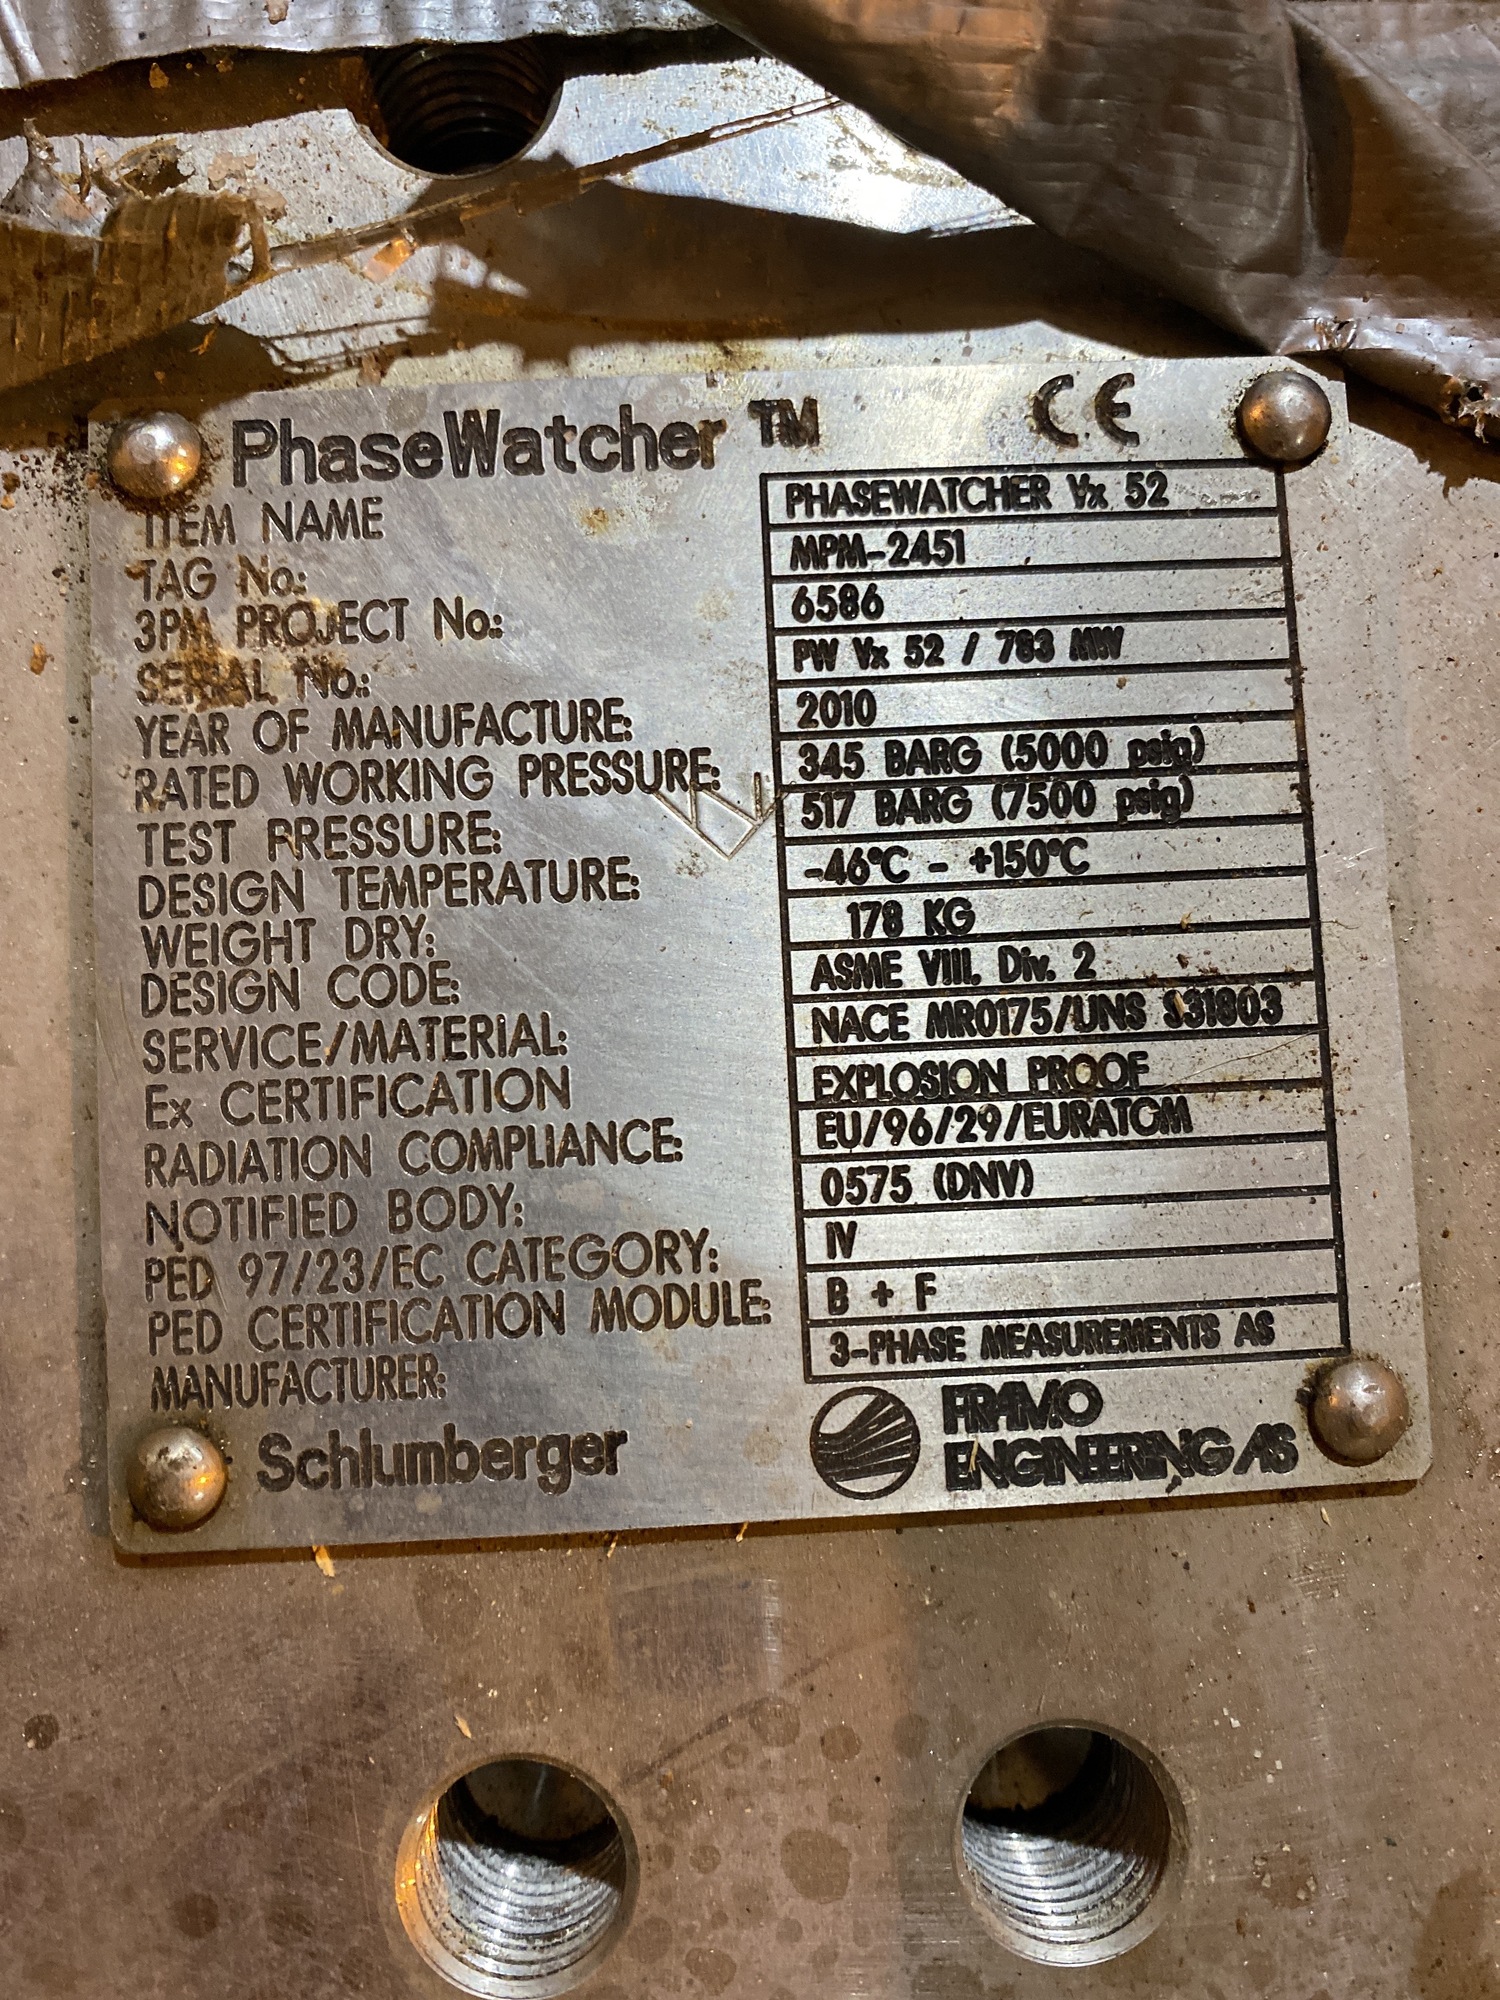 PhaseWatcher TM CE
ITEM NAME PHASEWATCHER Vx 52
TAG No: MPM-2451
3PM PROJECT No.: 6586
SERIAL No.: PW Vx 52 / 783 MW
YEAR OF MANUFACTURE: 2010
RATED WORKING PRESSURE: 345 BARG (5000 psig)
TEST PRESSURE: 517 BARG (7500 psig)
DESIGN TEMPERATURE: -46°C - +150°C
WEIGHT DRY: 178 KG
DESIGN CODE: ASME VIII. Div. 2
SERVICE/MATERIAL: NACE MR0175/UNS S31803
Ex CERTIFICATION EXPLOSION PROOF
RADIATION COMPLIANCE: EU/96/29/EURATOM
NOTIFIED BODY: 0575 (DNV)
PED 97/23/EC CATEGORY: IV
PED CERTIFICATION MODULE: B + F
MANUFACTURER: 3-PHASE MEASUREMENTS AS
Schlumberger FRAMO
ENGINEERING AS